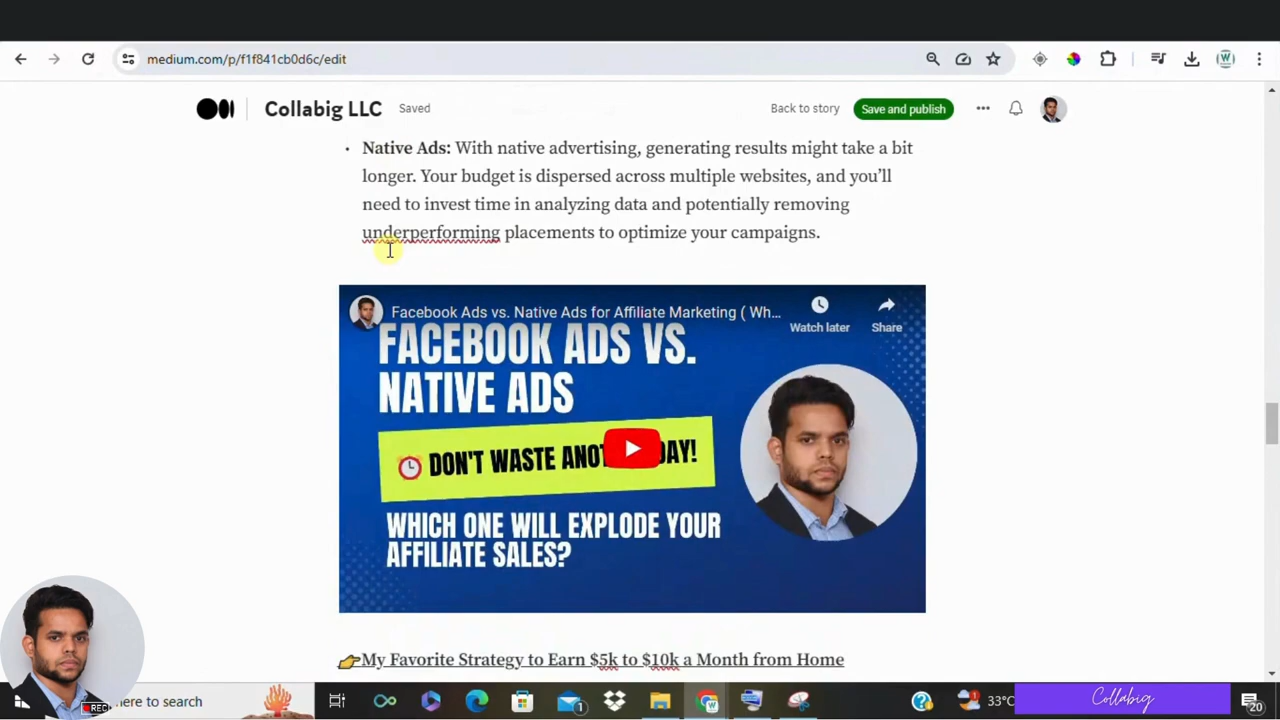 medium.com/p/f1f841cb0d6c/edit
Collabig LLC
Saved
Back to story
Save and publish
• Native Ads: With native advertising, generating results might take a bit
longer. Your budget is dispersed across multiple websites, and you’ll
need to invest time in analyzing data and potentially removing
underperforming placements to optimize your campaigns.
Facebook Ads vs. Native Ads for Affiliate Marketing ( Wh...
Watch later
Share
FACEBOOK ADS VS.
NATIVE ADS
DON'T WASTE DAY!
WHICH ONE WILL EXPLODE YOUR
AFFILIATE SALES?
👉My Favorite Strategy to Earn $5k to $10k a Month from Home
REC
here to search
1
33°C
Collabig
20